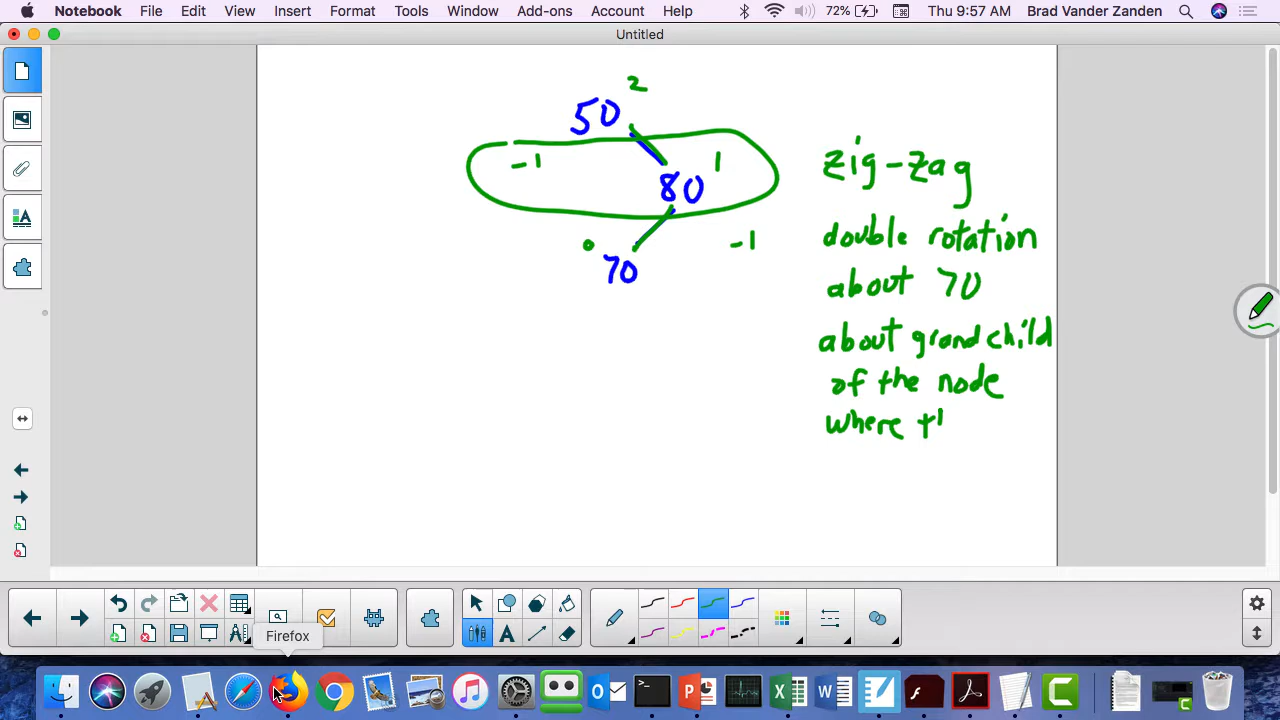 Notebook File Edit View Insert Format Tools Window Add-ons Account Help 72% Thu 9:57 AM Brad Vander Zanden
Untitled
2
50
-1 1
80
0 -1
70
zig-zag
double rotation
about 70
about grandchild
of the node
where
Firefox